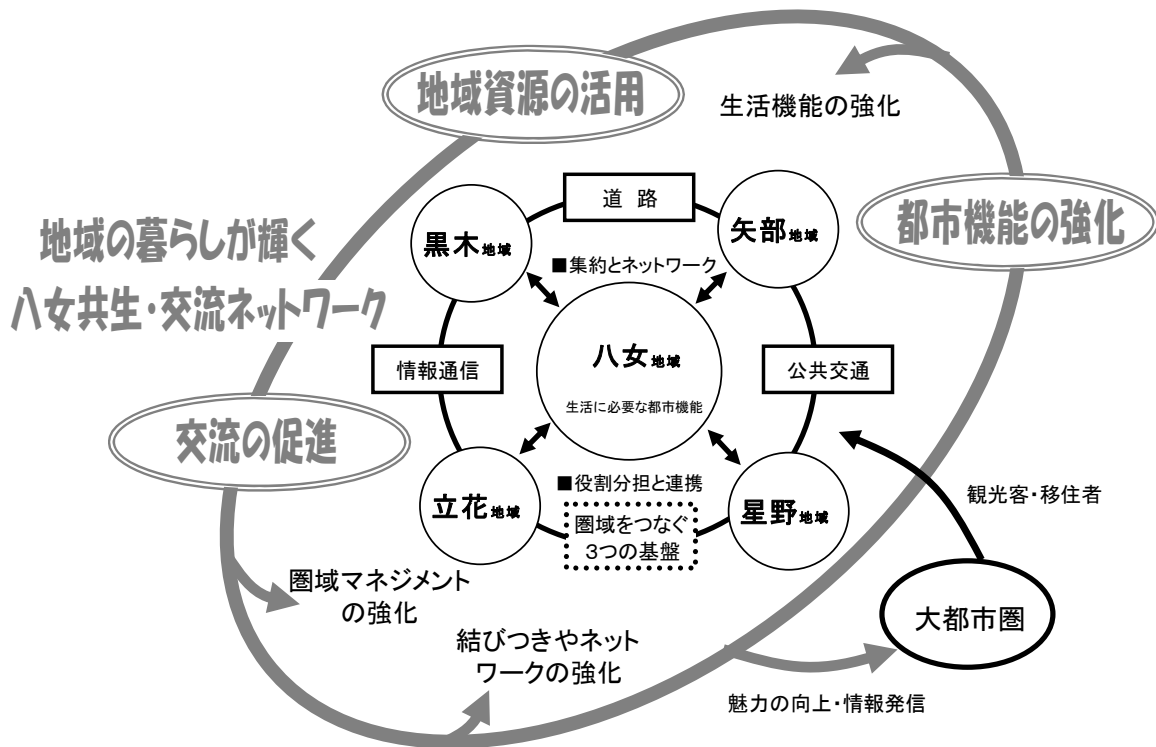 地域資源の活用
生活機能の強化
道 路
黒木地域
矢部地域
都市機能の強化
地域の暮らしが輝く
八女共生・交流ネットワーク
■集約とネットワーク
情報通信
八女地域
生活に必要な都市機能
公共交通
交流の促進
■役割分担と連携
立花地域
圏域をつなぐ
3つの基盤
星野地域
観光客・移住者
圏域マネジメント
の強化
大都市圏
結びつきやネット
ワークの強化
魅力の向上・情報発信